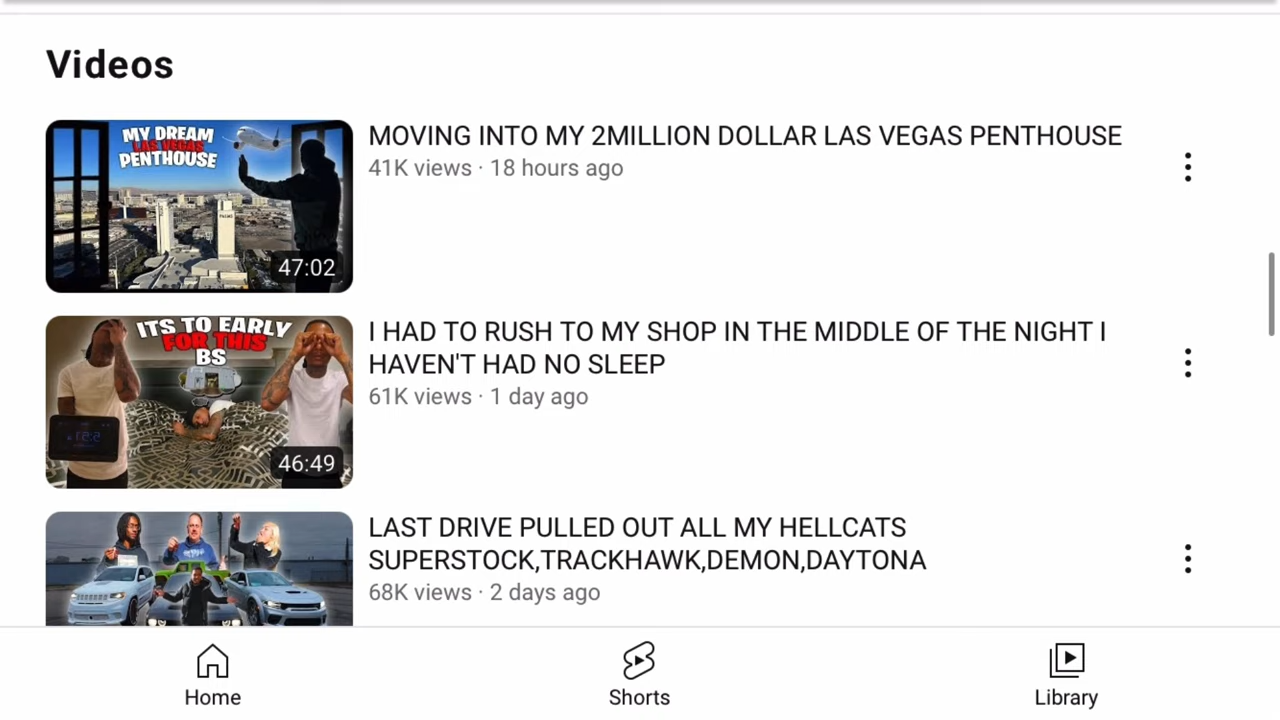 Videos
MY DREAM
LAS VEGAS
PENTHOUSE
47:02
MOVING INTO MY 2MILLION DOLLAR LAS VEGAS PENTHOUSE
41K views · 18 hours ago
ITS TO EARLY
FOR THIS
BS
46:49
I HAD TO RUSH TO MY SHOP IN THE MIDDLE OF THE NIGHT I
HAVEN'T HAD NO SLEEP
61K views · 1 day ago
LAST DRIVE PULLED OUT ALL MY HELLCATS
SUPERSTOCK,TRACKHAWK,DEMON,DAYTONA
68K views · 2 days ago
Home
Shorts
Library